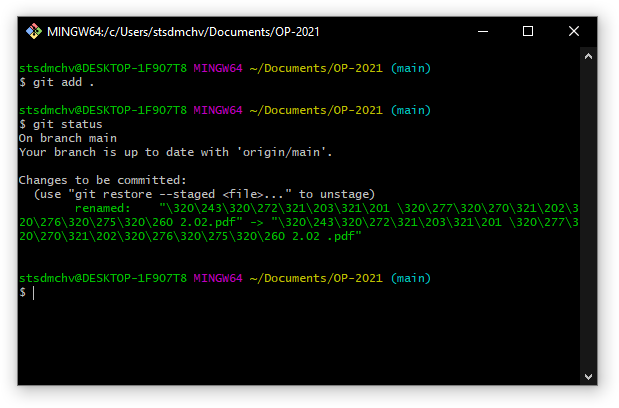 MINGW64:/c/Users/stsdmchv/Documents/OP-2021
stsdmchv@DESKTOP-1F907T8 MINGW64 ~/Documents/OP-2021 (main)
$ git add .
stsdmchv@DESKTOP-1F907T8 MINGW64 ~/Documents/OP-2021 (main)
$ git status
On branch main
Your branch is up to date with 'origin/main'.
Changes to be committed:
  (use "git restore --staged <file>..." to unstage)
        renamed:    "\320\243\320\272\321\203\321\201 \320\277\320\270\321\202\3
20\276\320\275\320\260 2.02.pdf" -> "\320\243\320\272\321\203\321\201 \320\277\3
20\270\321\202\320\276\320\275\320\260 2.02 .pdf"
stsdmchv@DESKTOP-1F907T8 MINGW64 ~/Documents/OP-2021 (main)
$